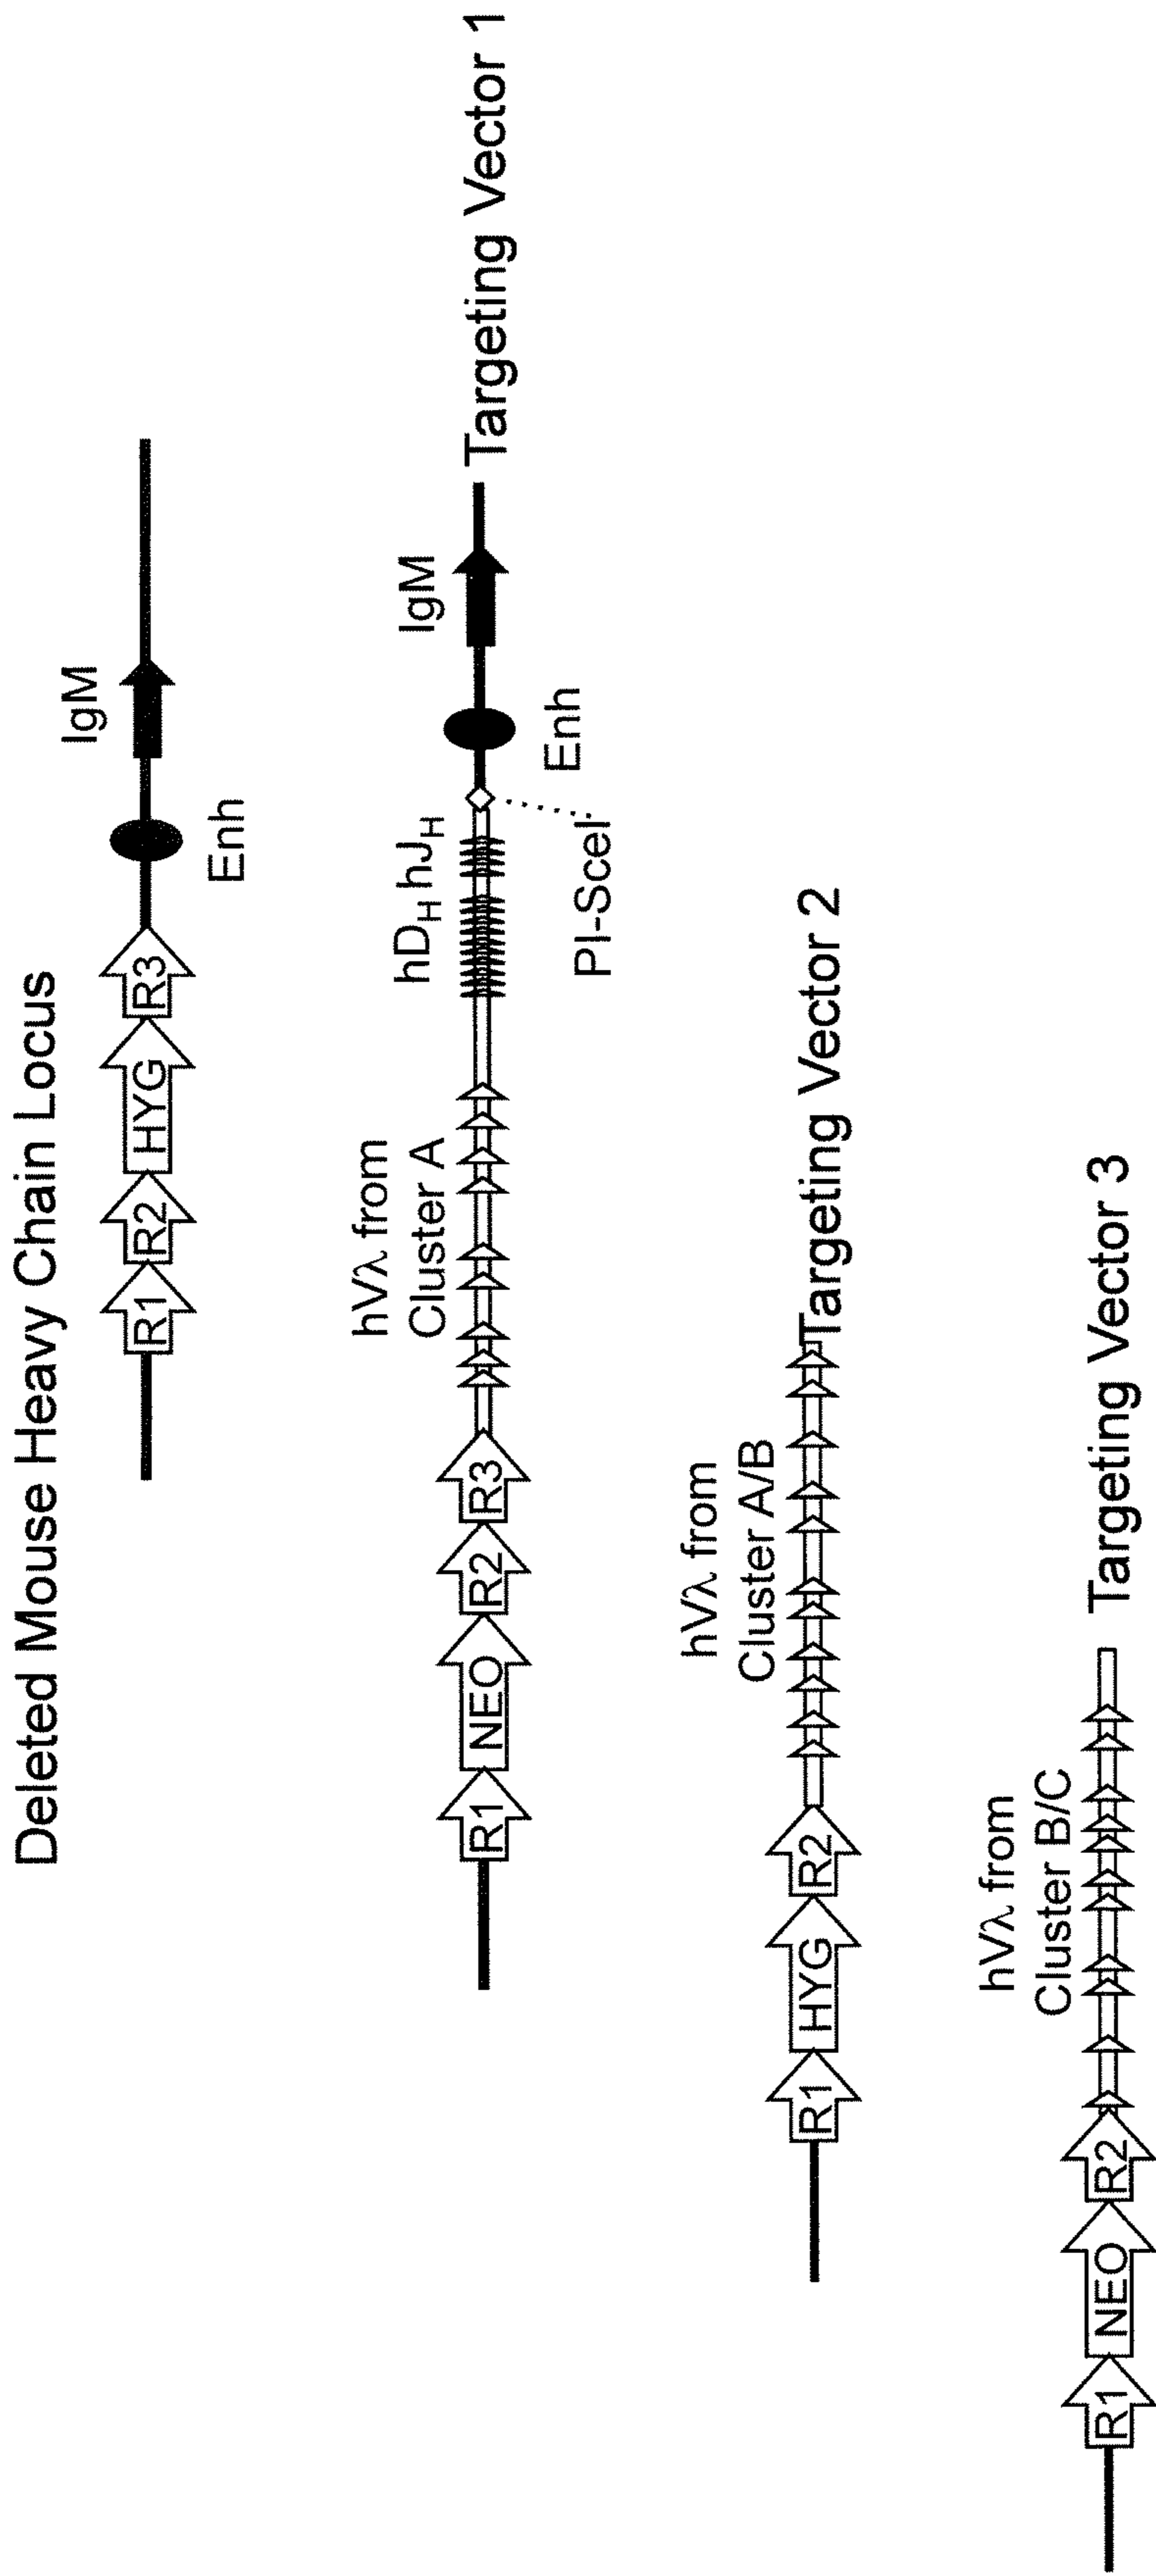 Deleted Mouse Heavy Chain Locus
R1 R2 HYG R3
IgM
Enh
hVλ from
Cluster A
hD_H hJ_H
IgM
R1 NEO R2 R3
PI-SceI
Enh
Targeting Vector 1
hVλ from
Cluster A/B
R1 HYG R2
Targeting Vector 2
hVλ from
Cluster B/C
R1 NEO R2
Targeting Vector 3